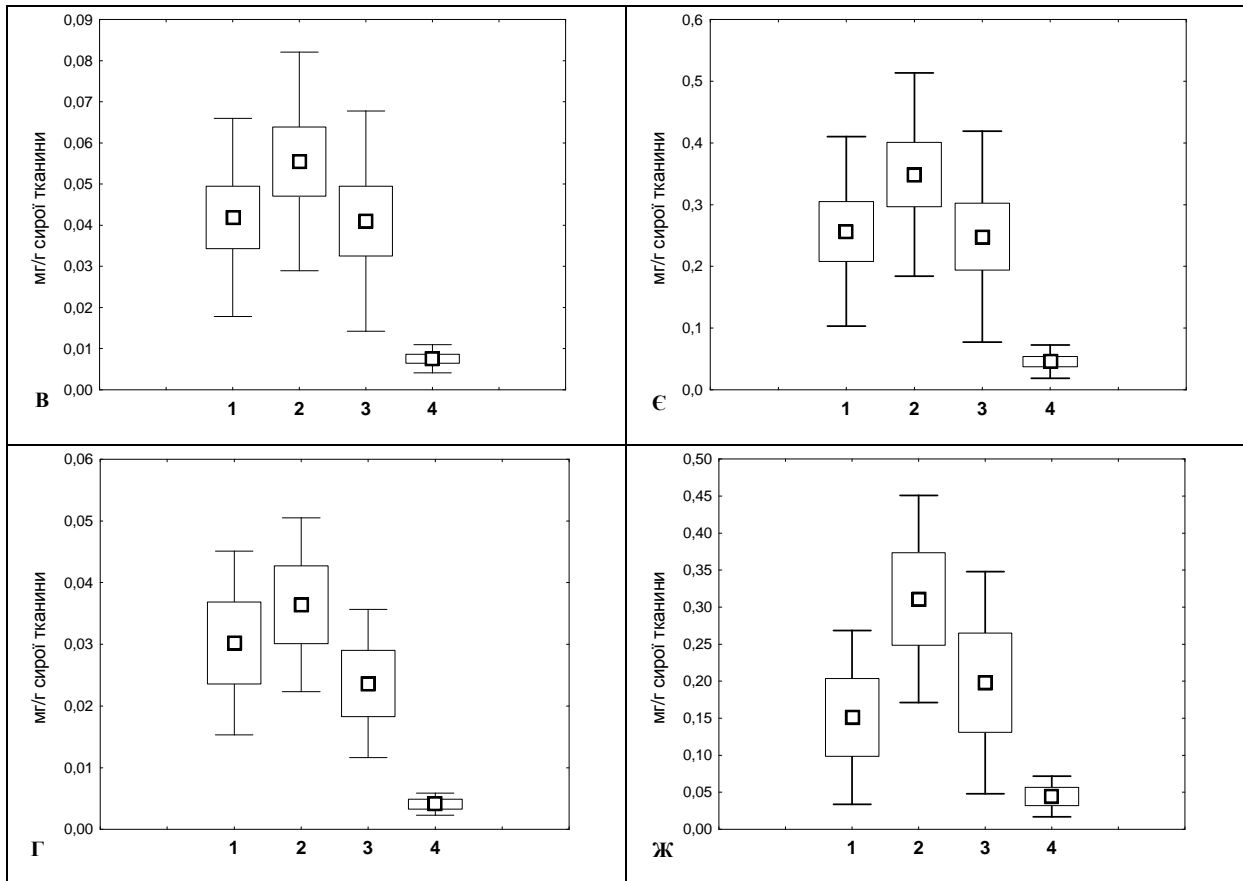 0,09
0,08
0,07
0,06
0,05
0,04
0,03
0,02
0,01
0,00
мг/г сирої тканини
1 2 3 4
В
0,6
0,5
0,4
0,3
0,2
0,1
0,0
мг/г сирої тканини
1 2 3 4
Є
0,06
0,05
0,04
0,03
0,02
0,01
0,00
мг/г сирої тканини
1 2 3 4
Г
0,50
0,45
0,40
0,35
0,30
0,25
0,20
0,15
0,10
0,05
0,00
мг/г сирої тканини
1 2 3 4
Ж